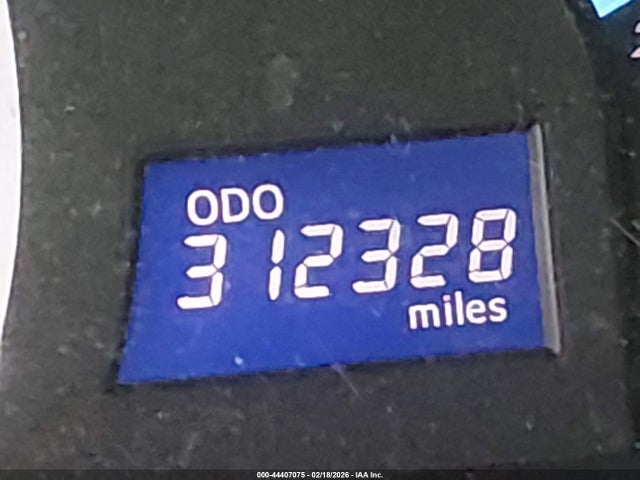 ODO
312328
miles
000-44407075 - 02/18/2026 - IAA Inc.